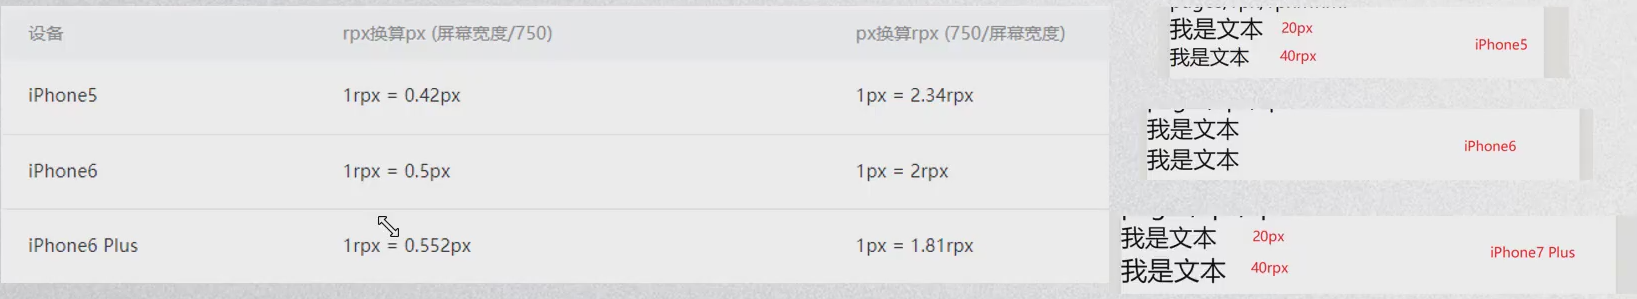 设备 rpx换算px (屏幕宽度/750) px换算rpx (750/屏幕宽度)
iPhone5 1rpx = 0.42px 1px = 2.34rpx
iPhone6 1rpx = 0.5px 1px = 2rpx
iPhone6 Plus 1rpx = 0.552px 1px = 1.81rpx
我是文本 20px
我是文本 40rpx
iPhone5
我是文本
我是文本
iPhone6
我是文本 20px
我是文本 40rpx
iPhone7 Plus